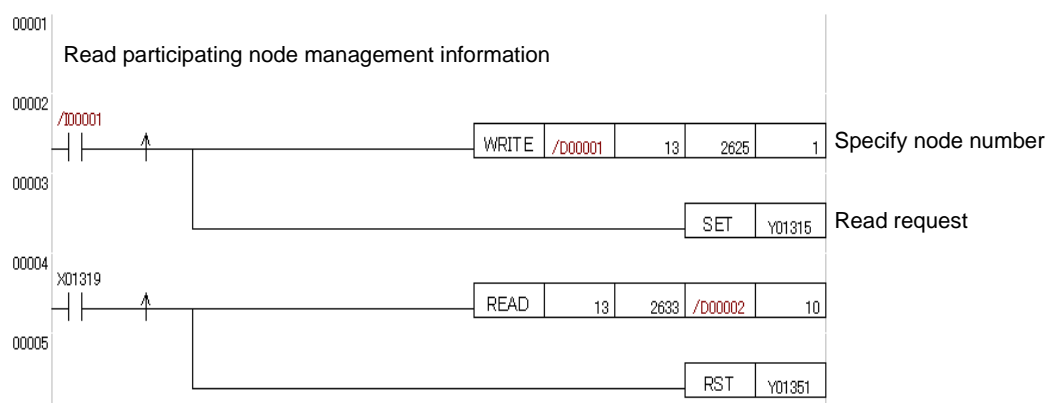 00001
Read participating node management information
00002
/I00001
WRITE /D00001 13 2625 1 Specify node number
00003
SET Y01315 Read request
00004
X01319
READ 13 2633 /D00002 10
00005
RST Y01351